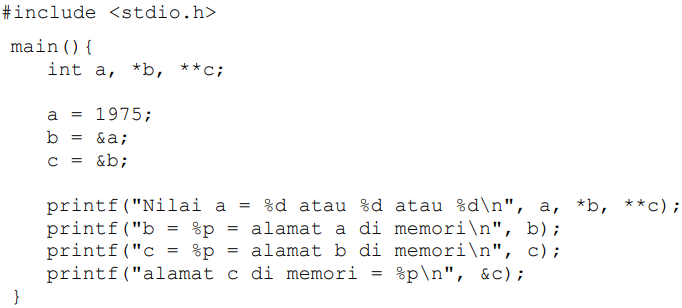 #include <stdio.h>
main(){
int a, *b, **c;
a = 1975;
b = &a;
c = &b;
printf("Nilai a = %d atau %d atau %d\n", a, *b, **c);
printf("b = %p = alamat a di memori\n", b);
printf("c = %p = alamat b di memori\n", c);
printf("alamat c di memori = %p\n", &c);
}